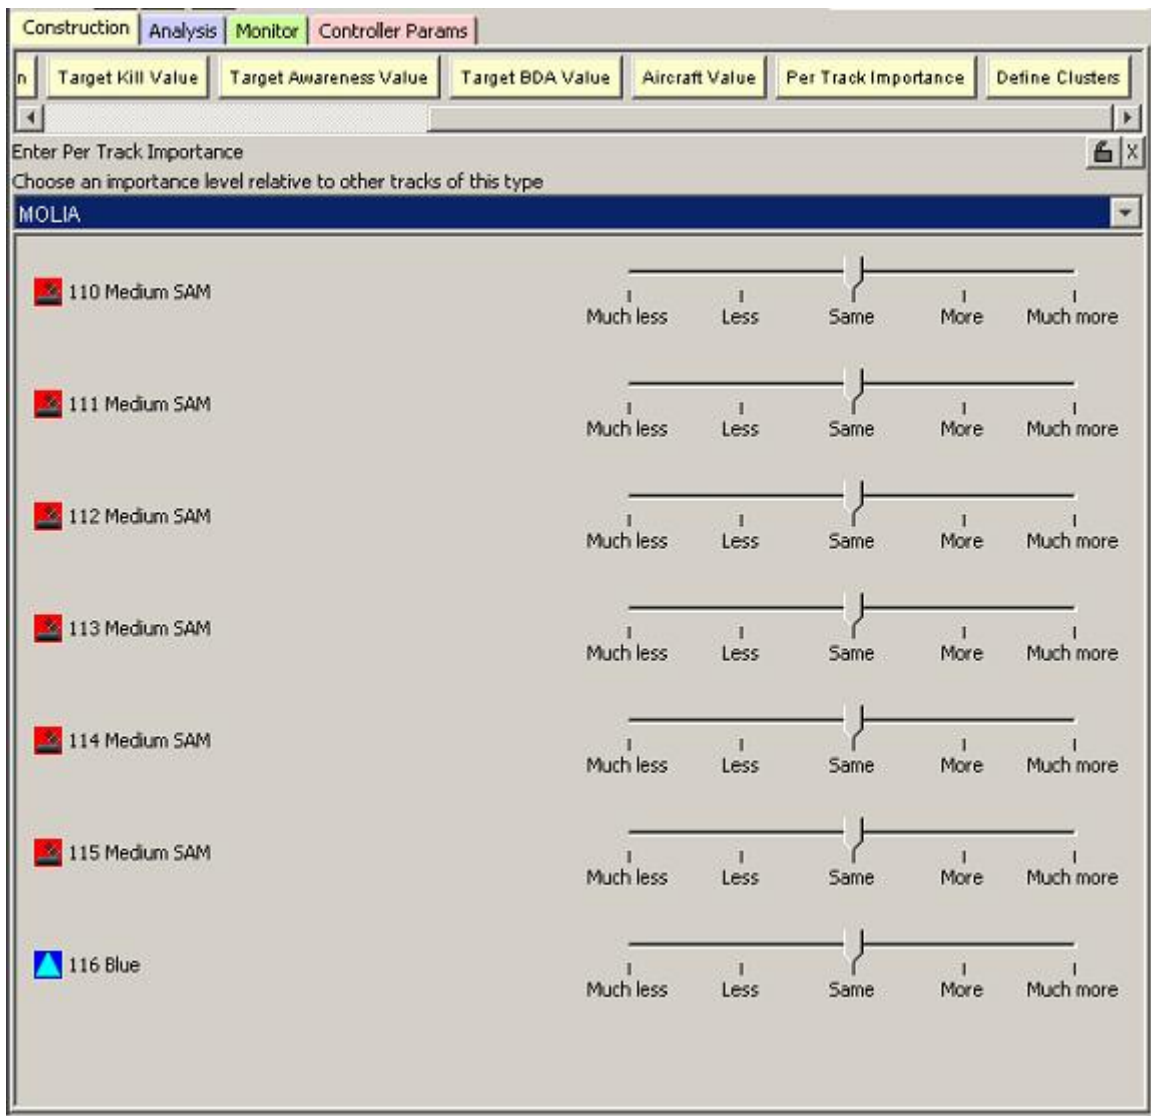 Construction Analysis Monitor Controller Params
n Target Kill Value Target Awareness Value Target BDA Value Aircraft Value Per Track Importance Define Clusters
Enter Per Track Importance X
Choose an importance level relative to other tracks of this type
MOLIA
110 Medium SAM
Much less Less Same More Much more
111 Medium SAM
Much less Less Same More Much more
112 Medium SAM
Much less Less Same More Much more
113 Medium SAM
Much less Less Same More Much more
114 Medium SAM
Much less Less Same More Much more
115 Medium SAM
Much less Less Same More Much more
116 Blue
Much less Less Same More Much more